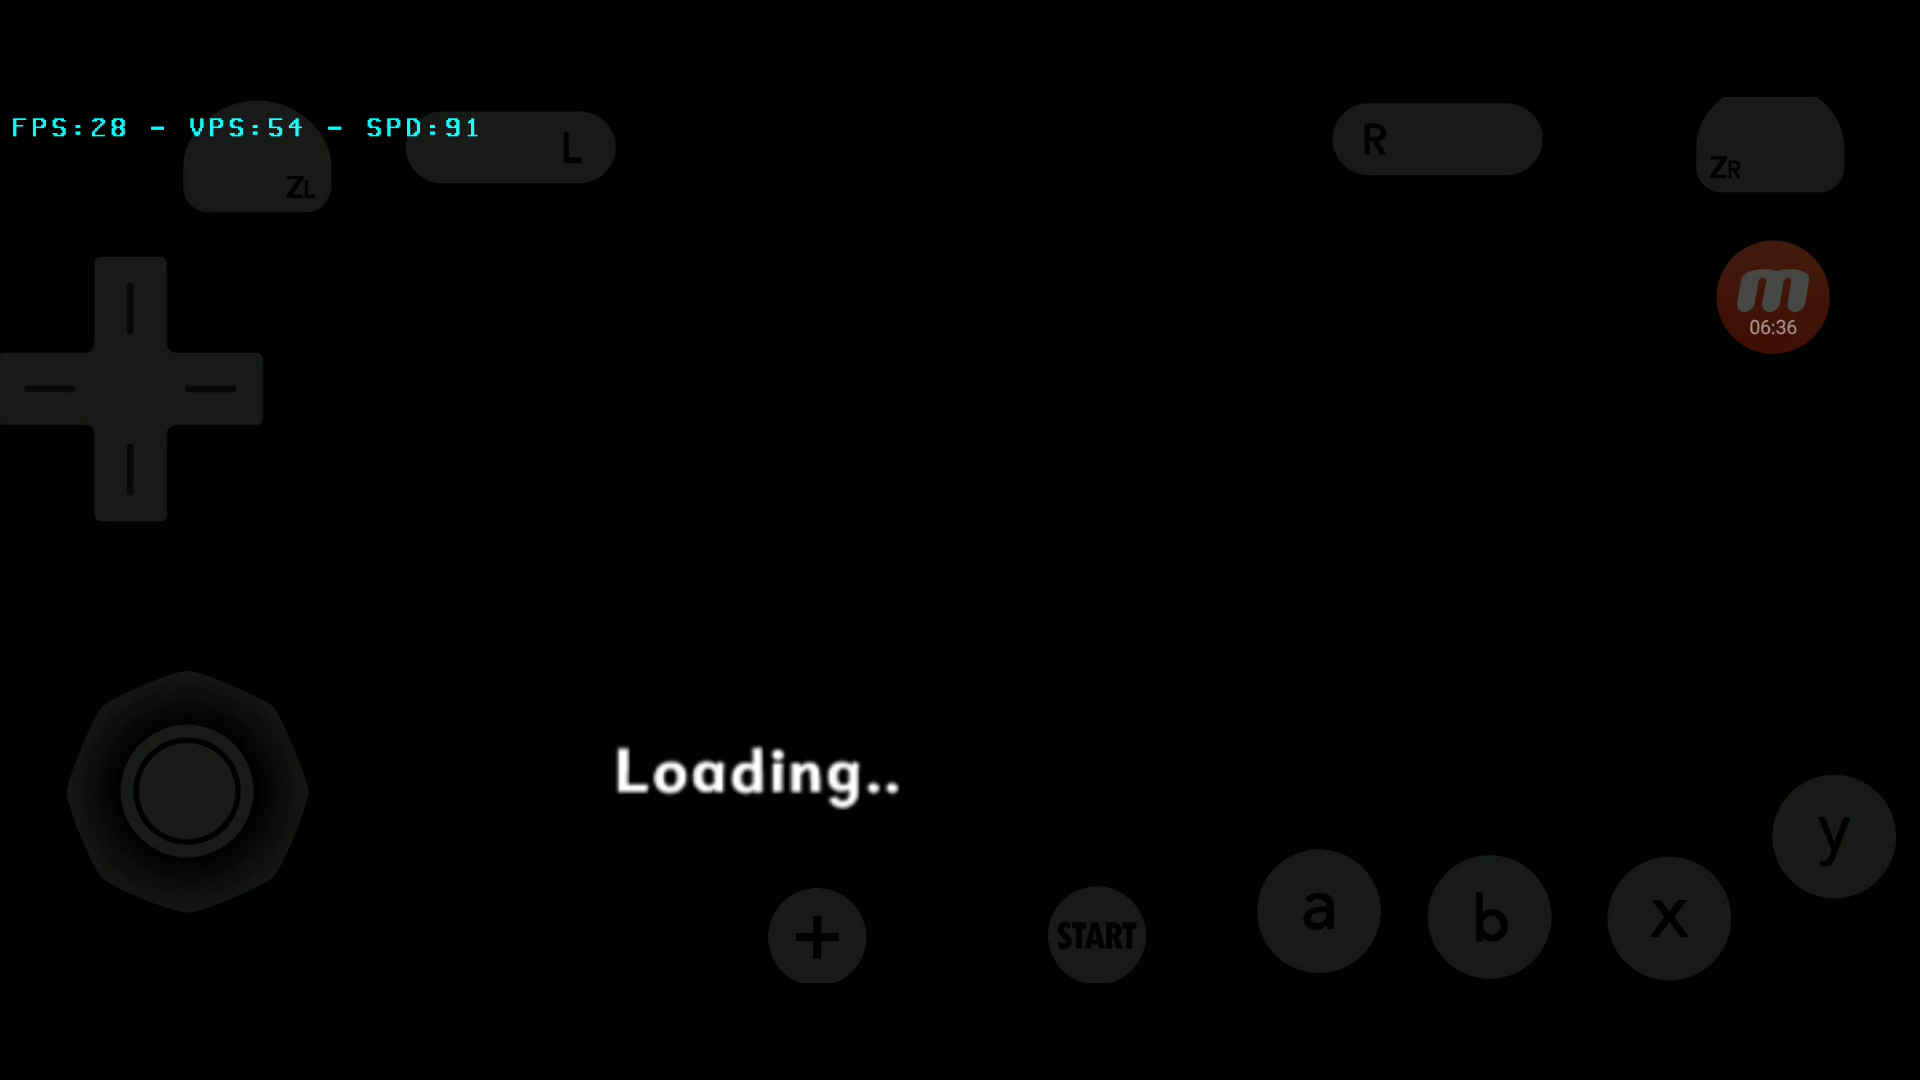 FPS:28 - VPS:54 - SPD:91
ZL
L
R
ZR
m
06:36
Loading..
+
START
a
b
x
y